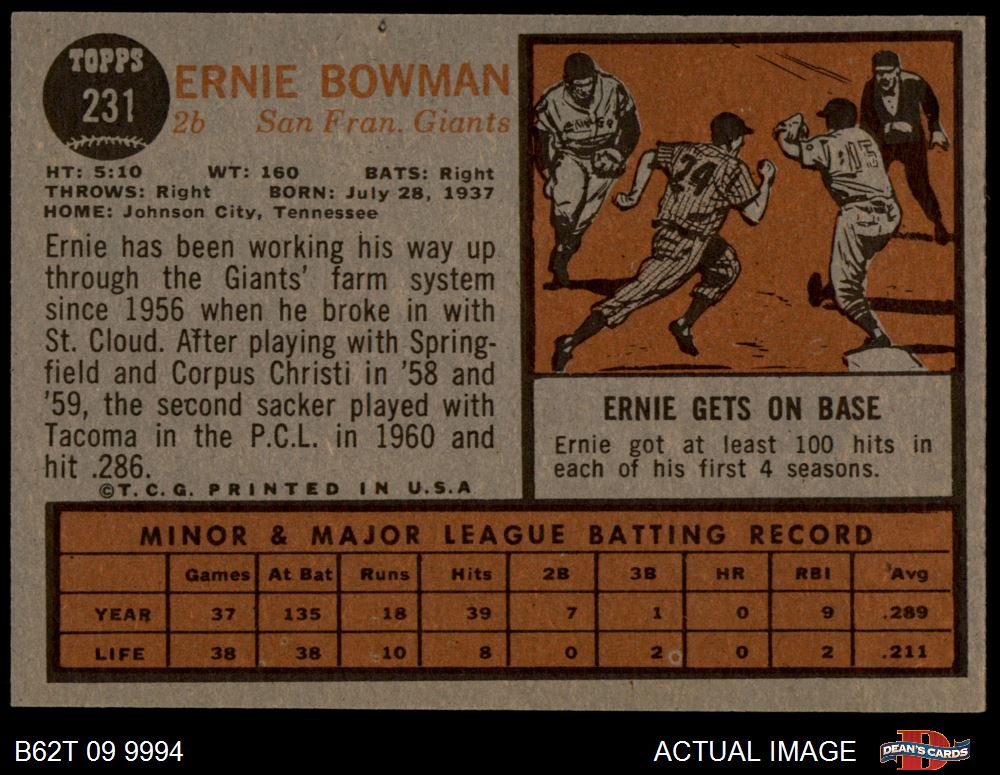 TOPPS
231
ERNIE BOWMAN
2b San Fran. Giants
HT: 5:10 WT: 160 BATS: Right
THROWS: Right BORN: July 28, 1937
HOME: Johnson City, Tennessee
Ernie has been working his way up
through the Giants' farm system
since 1956 when he broke in with
St. Cloud. After playing with Spring-
field and Corpus Christi in '58 and
'59, the second sacker played with
Tacoma in the P.C.L. in 1960 and
hit .286.
©T.C.G. PRINTED IN U.S.A
24
15
ERNIE GETS ON BASE
Ernie got at least 100 hits in
each of his first 4 seasons.
MINOR & MAJOR LEAGUE BATTING RECORD
Games At Bat Runs Hits 2B 3B HR RBI Avg
YEAR 37 135 18 39 7 1 0 9 .289
LIFE 38 38 10 8 0 2 0 2 .211
B62T 09 9994
ACTUAL IMAGE
DEAN'S CARDS